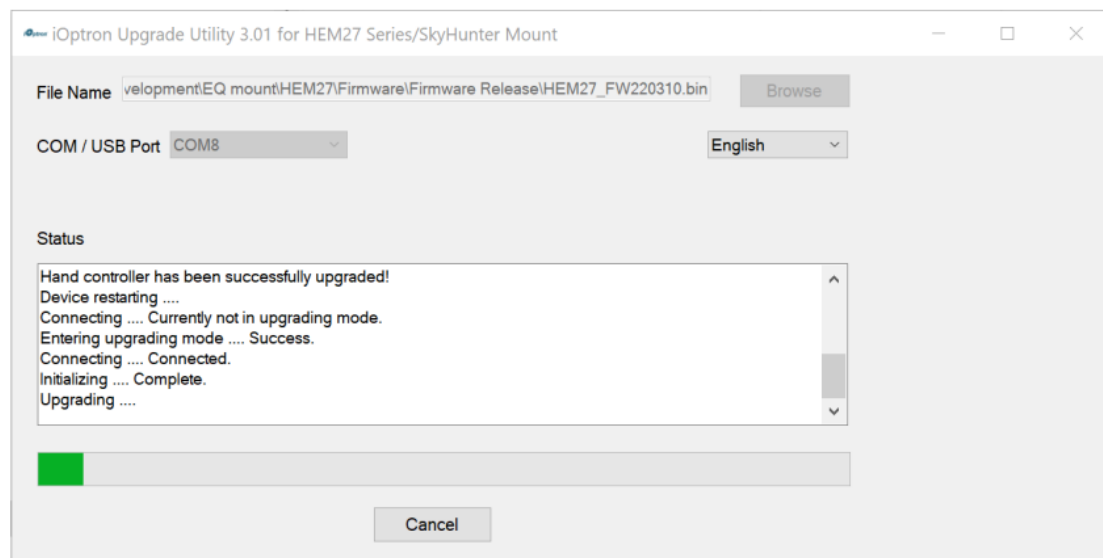 iOptron Upgrade Utility 3.01 for HEM27 Series/SkyHunter Mount
File Name velopment\EQ mount\HEM27\Firmware\Firmware Release\HEM27_FW220310.bin Browse
COM / USB Port COM8 English
Status
Hand controller has been successfully upgraded!
Device restarting ....
Connecting .... Currently not in upgrading mode.
Entering upgrading mode .... Success.
Connecting .... Connected.
Initializing .... Complete.
Upgrading ....
Cancel